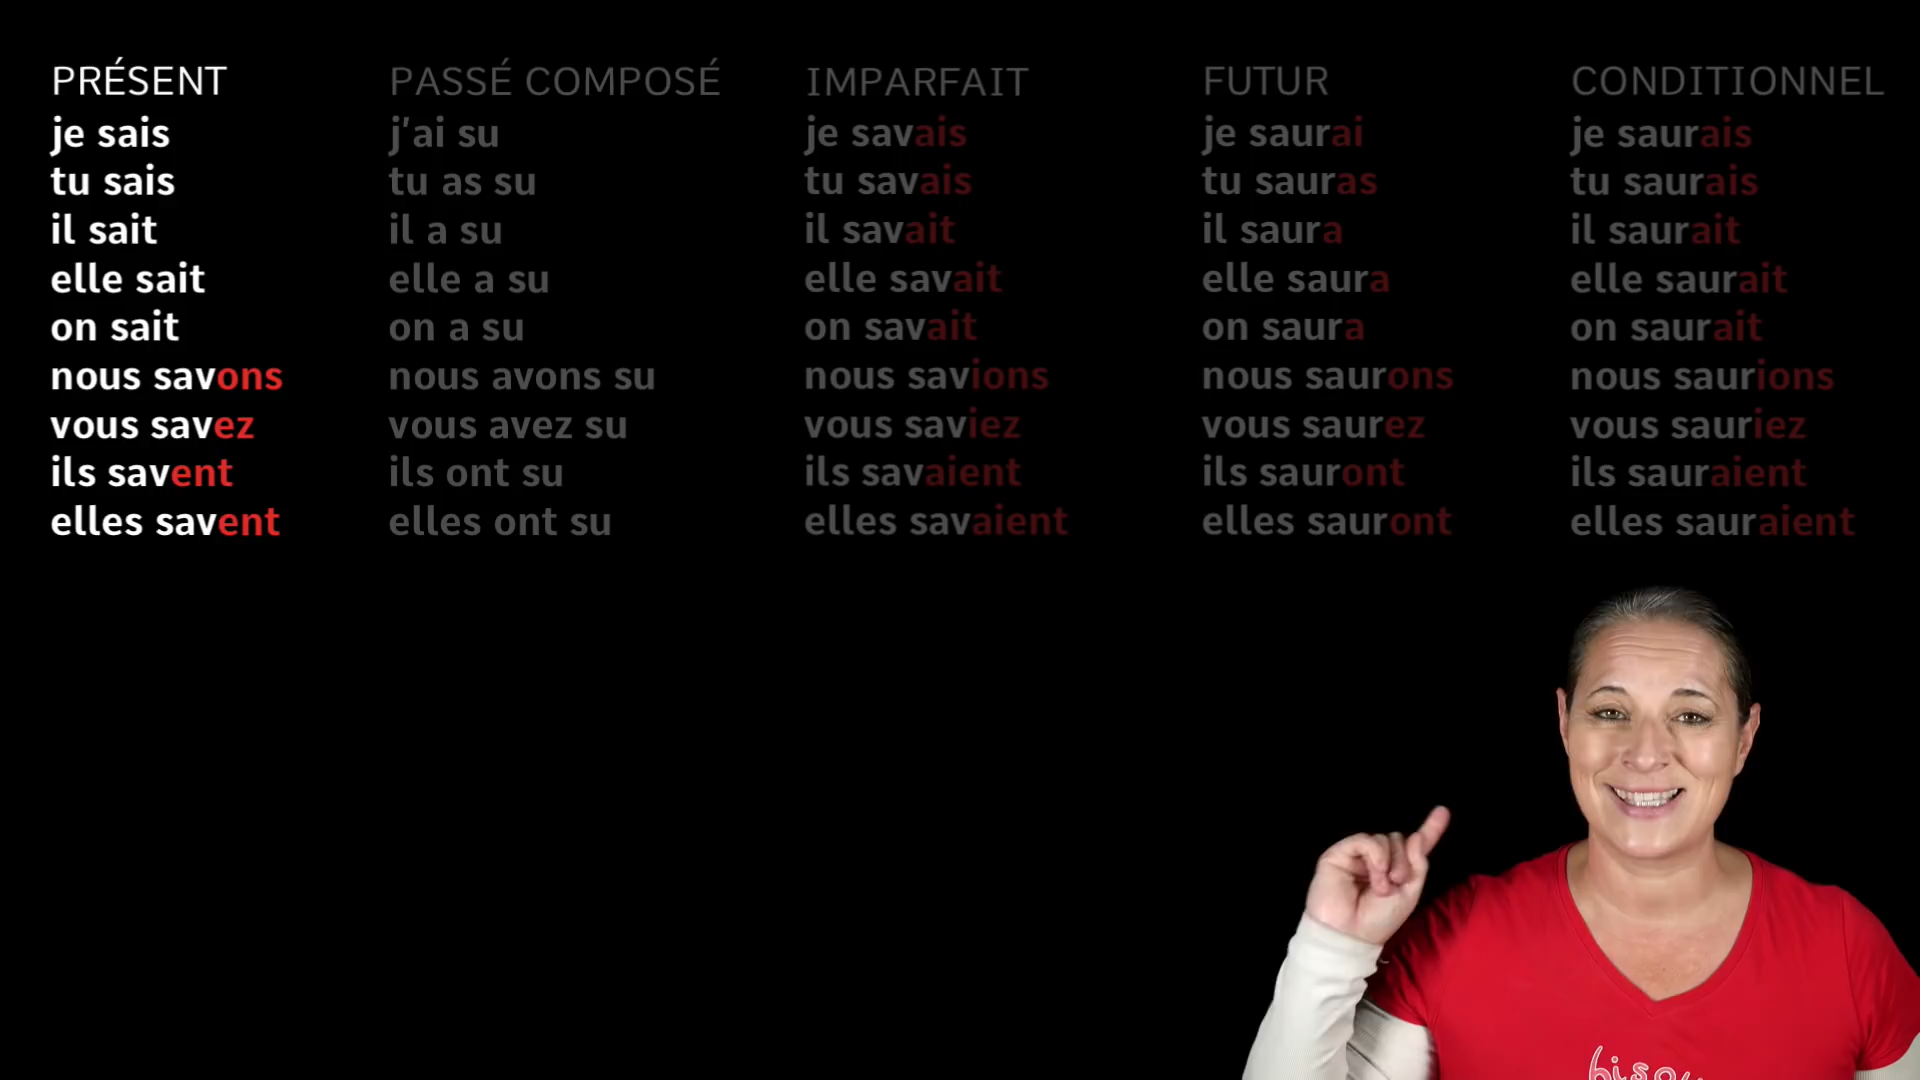 PRÉSENT
je sais
tu sais
il sait
elle sait
on sait
nous savons
vous savez
ils savent
elles savent
PASSÉ COMPOSÉ
j'ai su
tu as su
il a su
elle a su
on a su
nous avons su
vous avez su
ils ont su
elles ont su
IMPARFAIT
je savais
tu savais
il savait
elle savait
on savait
nous savions
vous saviez
ils savaient
elles savaient
FUTUR
je saurai
tu sauras
il saura
elle saura
on saura
nous saurons
vous saurez
ils sauront
elles sauront
CONDITIONNEL
je saurais
tu saurais
il saurait
elle saurait
on saurait
nous saurions
vous sauriez
ils sauraient
elles sauraient